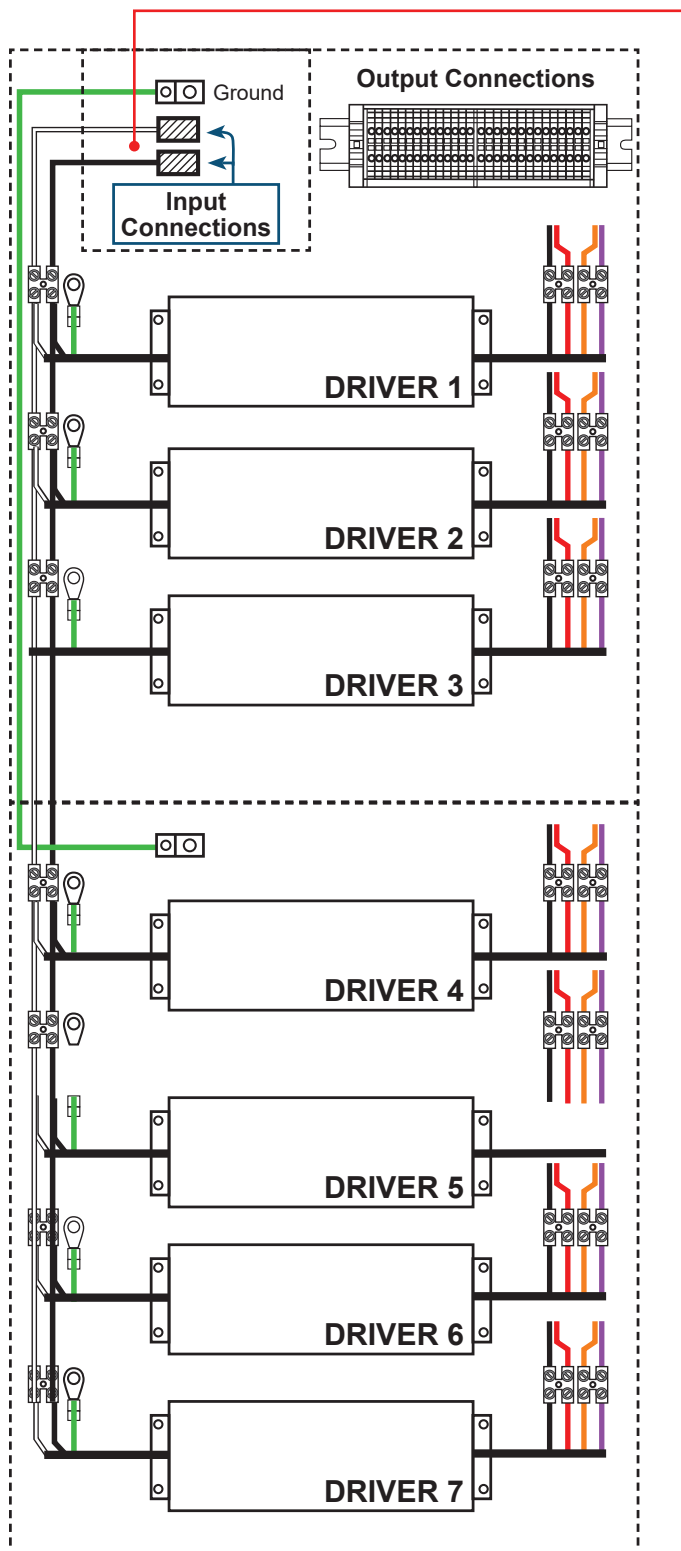 Output Connections
Ground
Input
Connections
DRIVER 1
DRIVER 2
DRIVER 3
DRIVER 4
DRIVER 5
DRIVER 6
DRIVER 7